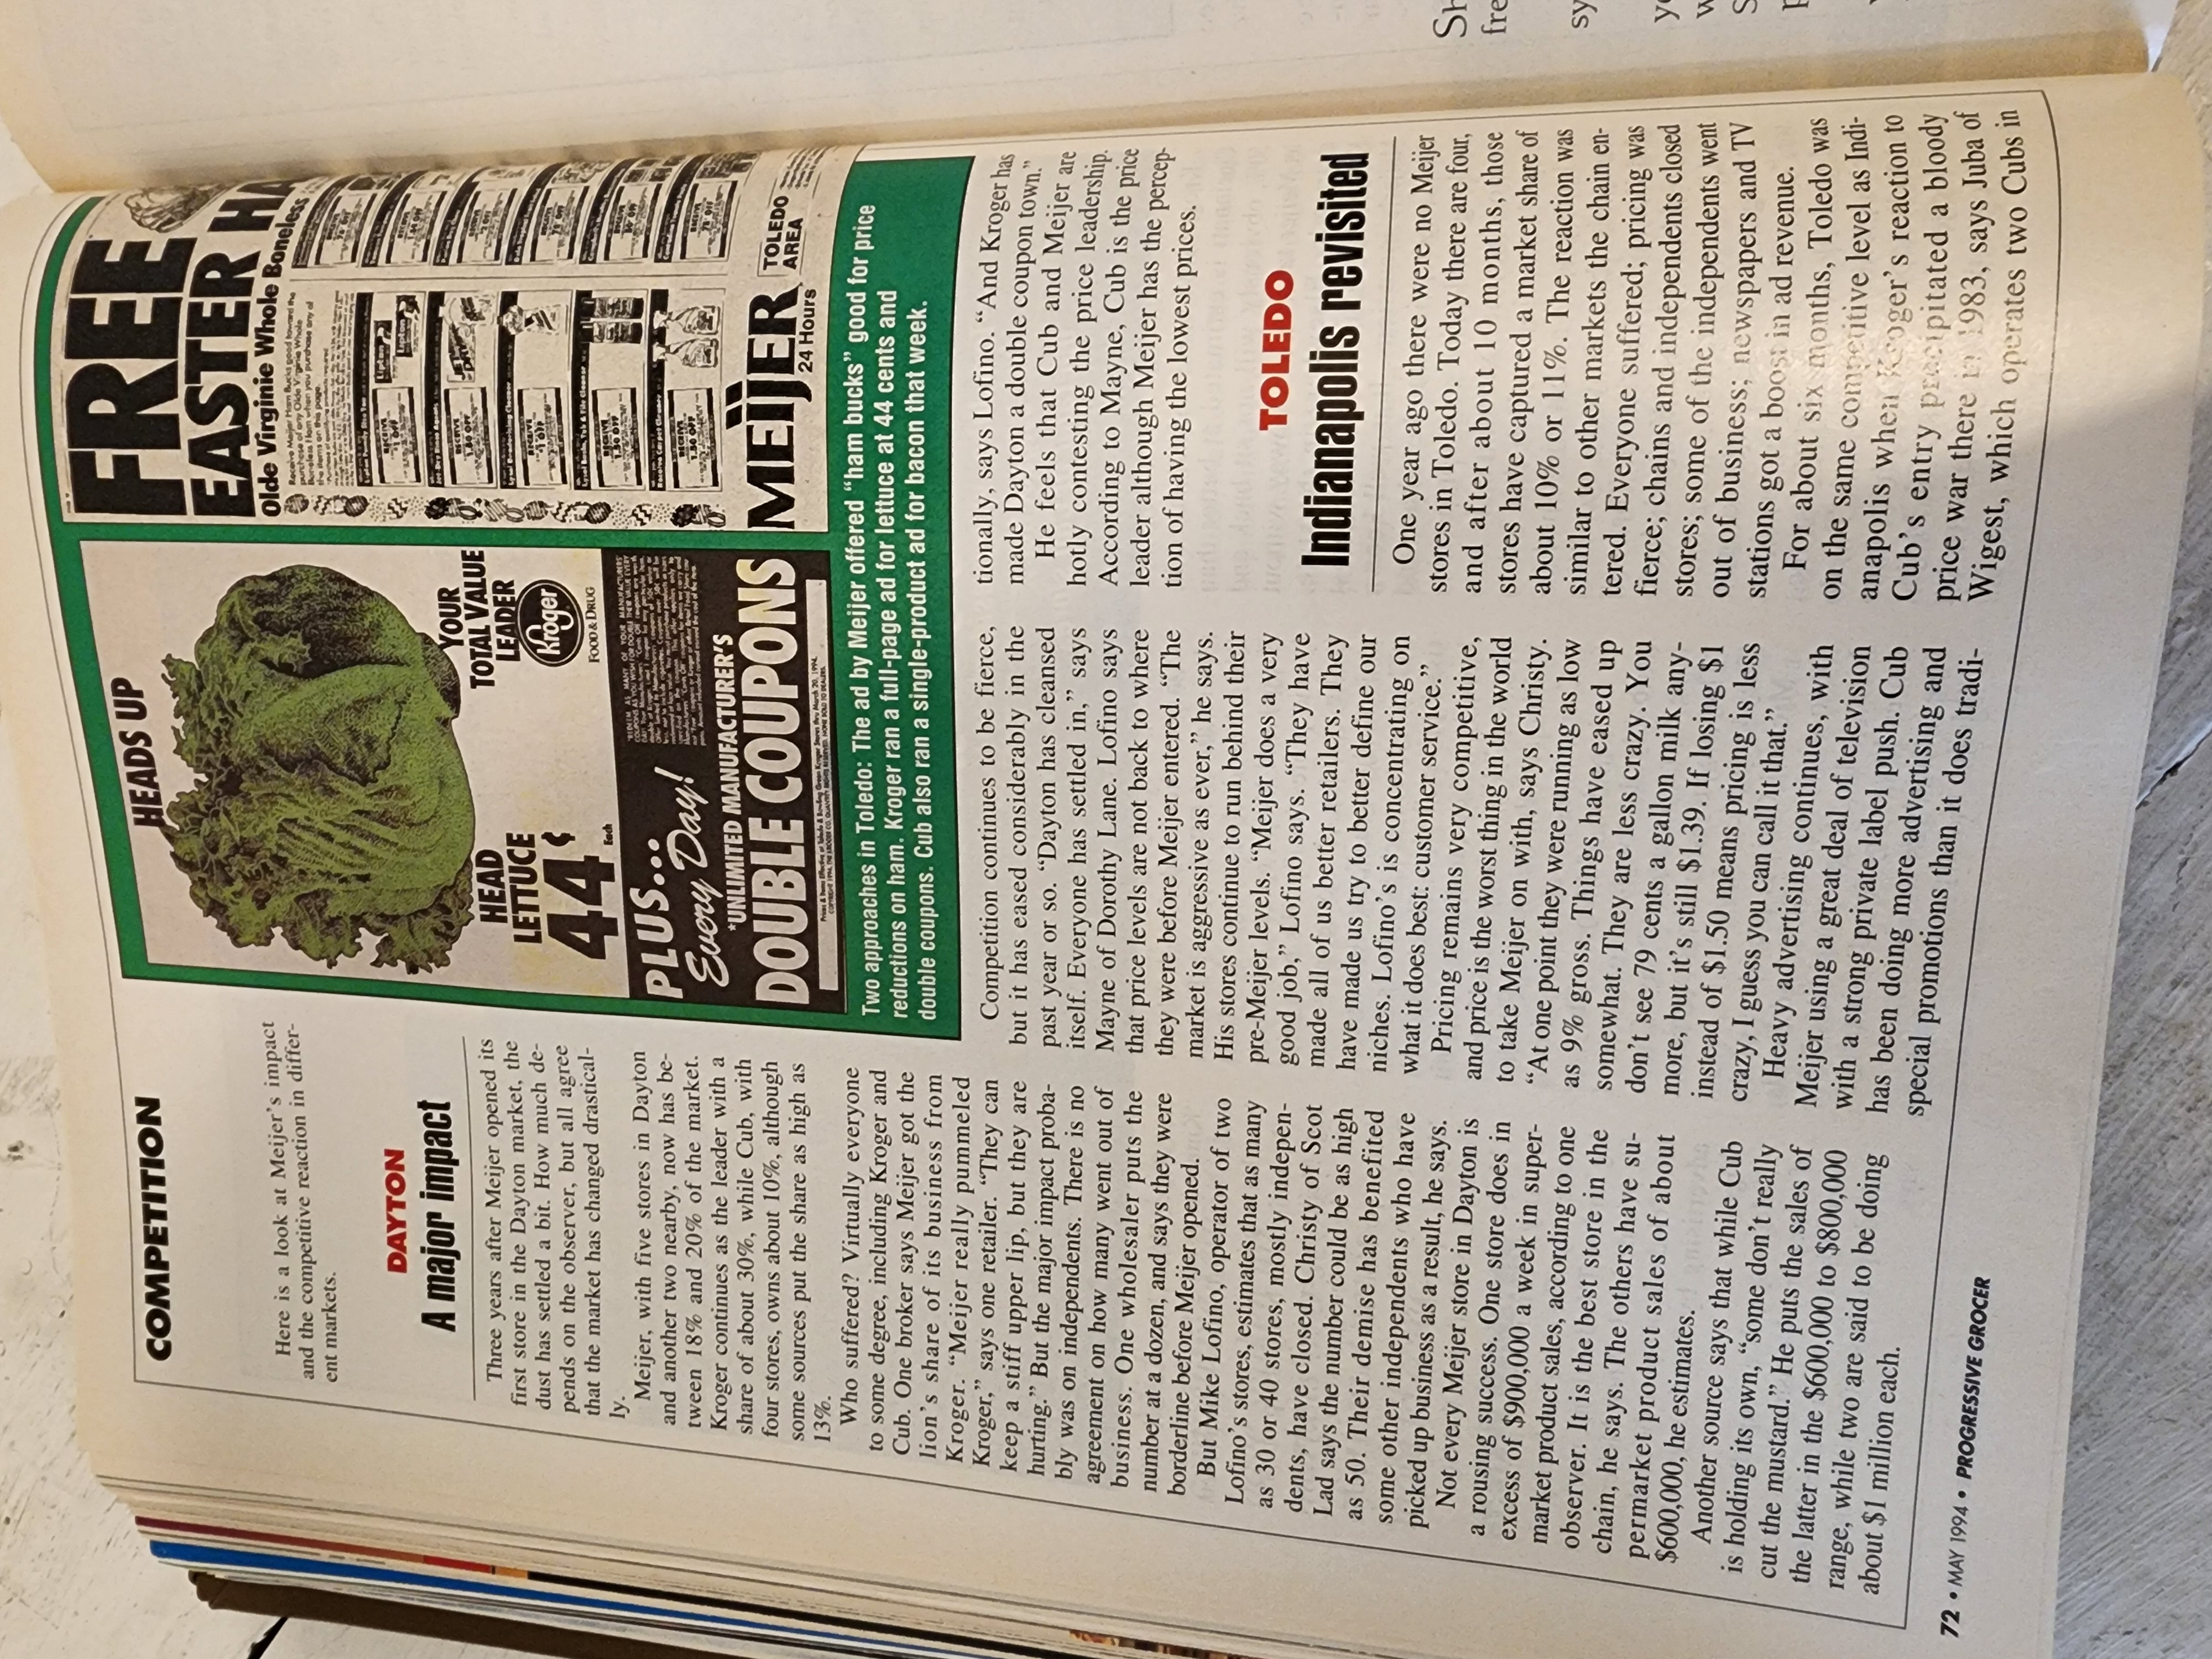 COMPETITION
Here is a look at Meijer's impact
and the competitive reaction in differ-
ent markets.
DAYTON
A major impact
Three years after Meijer opened its
first store in the Dayton market, the
dust has settled a bit. How much de-
pends on the observer, but all agree
that the market has changed drastical-
ly.
Meijer, with five stores in Dayton
and another two nearby, now has be-
tween 18% and 20% of the market.
Kroger continues as the leader with a
share of about 30%, while Cub, with
four stores, owns about 10%, although
some sources put the share as high as
13%.
Who suffered? Virtually everyone
to some degree, including Kroger and
Cub. One broker says Meijer got the
lion's share of its business from
Kroger. "Meijer really pummeled
Kroger," says one retailer. "They can
keep a stiff upper lip, but they are
hurting." But the major impact proba-
bly was on independents. There is no
agreement on how many went out of
business. One wholesaler puts the
number at a dozen, and says they were
borderline before Meijer opened.
But Mike Lofino, operator of two
Lofino's stores, estimates that as many
as 30 or 40 stores, mostly indepen-
dents, have closed. Christy of Scot
Lad says the number could be as high
as 50. Their demise has benefited
some other independents who have
picked up business as a result, he says.
Not every Meijer store in Dayton is
a rousing success. One store does in
excess of $900,000 a week in super-
market product sales, according to one
observer. It is the best store in the
chain, he says. The others have su-
permarket product sales of about
$600,000, he estimates.
Another source says that while Cub
is holding its own, "some don't really
cut the mustard." He puts the sales of
the latter in the $600,000 to $800,000
range, while two are said to be doing
about $1 million each.
HEADS UP
HEAD
LETTUCE
44¢
Each
YOUR
TOTAL VALUE
LEADER
Kroger
FOOD & DRUG
PLUS...
Every Day!
*UNLIMITED MANUFACTURER'S
DOUBLE COUPONS
FREE
EASTER HA
Olde Virginie Whole Boneless
MEIJER
24 Hours
TOLEDO
AREA
Two approaches in Toledo: The ad by Meijer offered "ham bucks" good for price
reductions on ham. Kroger ran a full-page ad for lettuce at 44 cents and
double coupons. Cub also ran a single-product ad for bacon that week.
Competition continues to be fierce,
but it has eased considerably in the
past year or so. "Dayton has cleansed
itself. Everyone has settled in," says
Mayne of Dorothy Lane. Lofino says
that price levels are not back to where
they were before Meijer entered. "The
market is aggressive as ever," he says.
His stores continue to run behind their
pre-Meijer levels. "Meijer does a very
good job," Lofino says. "They have
made all of us better retailers. They
have made us try to better define our
niches. Lofino's is concentrating on
what it does best: customer service."
Pricing remains very competitive,
and price is the worst thing in the world
to take Meijer on with, says Christy.
"At one point they were running as low
as 9% gross. Things have eased up
somewhat. They are less crazy. You
don't see 79 cents a gallon milk any-
more, but it's still $1.39. If losing $1
instead of $1.50 means pricing is less
crazy, I guess you can call it that."
Heavy advertising continues, with
Meijer using a great deal of television
with a strong private label push. Cub
has been doing more advertising and
special promotions than it does tradi-
tionally, says Lofino. "And Kroger has
made Dayton a double coupon town."
He feels that Cub and Meijer are
hotly contesting the price leadership.
According to Mayne, Cub is the price
leader although Meijer has the percep-
tion of having the lowest prices.
TOLEDO
Indianapolis revisited
One year ago there were no Meijer
stores in Toledo. Today there are four,
and after about 10 months, those
stores have captured a market share of
about 10% or 11%. The reaction was
similar to other markets the chain en-
tered. Everyone suffered; pricing was
fierce; chains and independents closed
stores; some of the independents went
out of business; newspapers and TV
stations got a boost in ad revenue.
For about six months, Toledo was
on the same competitive level as Indi-
anapolis when Kroger's reaction to
Cub's entry precipitated a bloody
price war there in 1983, says Juba of
Wigest, which operates two Cubs in
72 • MAY 1994 • PROGRESSIVE GROCER